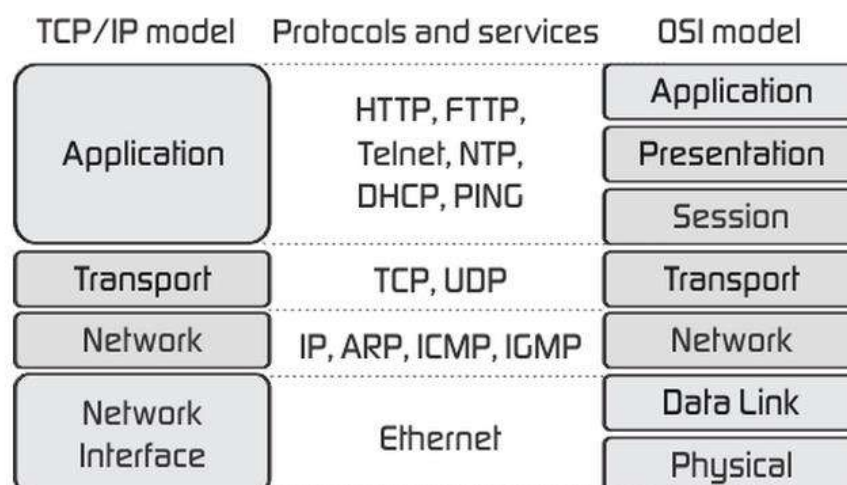 TCP/IP model Protocols and services OSI model
Application
HTTP, FTTP,
Telnet, NTP,
DHCP, PING
Application
Presentation
Session
Transport TCP, UDP Transport
Network IP, ARP, ICMP, IGMP Network
Network
Interface
Ethernet
Data Link
Physical